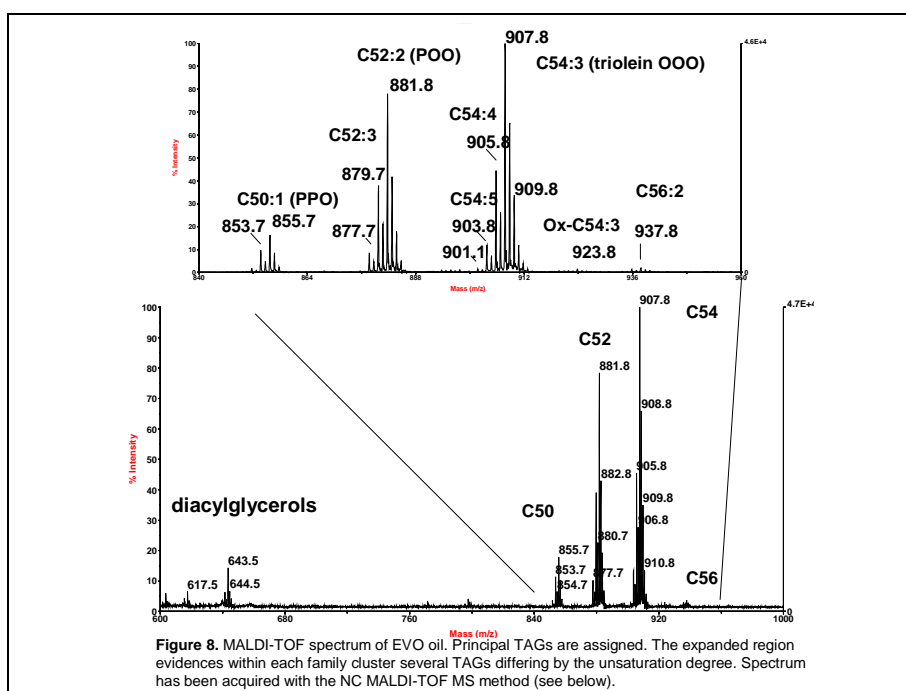 907.8
4.6E+4
100
C52:2 (POO)
C54:3 (triolein OOO)
90
881.8
80
C54:4
70
C52:3
905.8
60
879.7
50
909.8
40
C54:5
C56:2
C50:1 (PPO)
903.8
Ox-C54:3
30
853.7 855.7
877.7
937.8
20
901.1
923.8
10
0
0
840 864 888 912 936 960
% Intensity
Mass (m/z)
907.8
100
4.7E+4
C54
90
C52
80
881.8
70
908.8
60
% Intensity
50
905.8
882.8
40
diacylglycerols
C50
909.8
906.8
30
880.7
20
855.7
643.5
853.7
877.7
910.8
C56
10
617.5
644.5
854.7
0
0
600 680 760 840 920 1000
Mass (m/z)
Figure 8. MALDI-TOF spectrum of EVO oil. Principal TAGs are assigned. The expanded region
evidences within each family cluster several TAGs differing by the unsaturation degree. Spectrum
has been acquired with the NC MALDI-TOF MS method (see below).